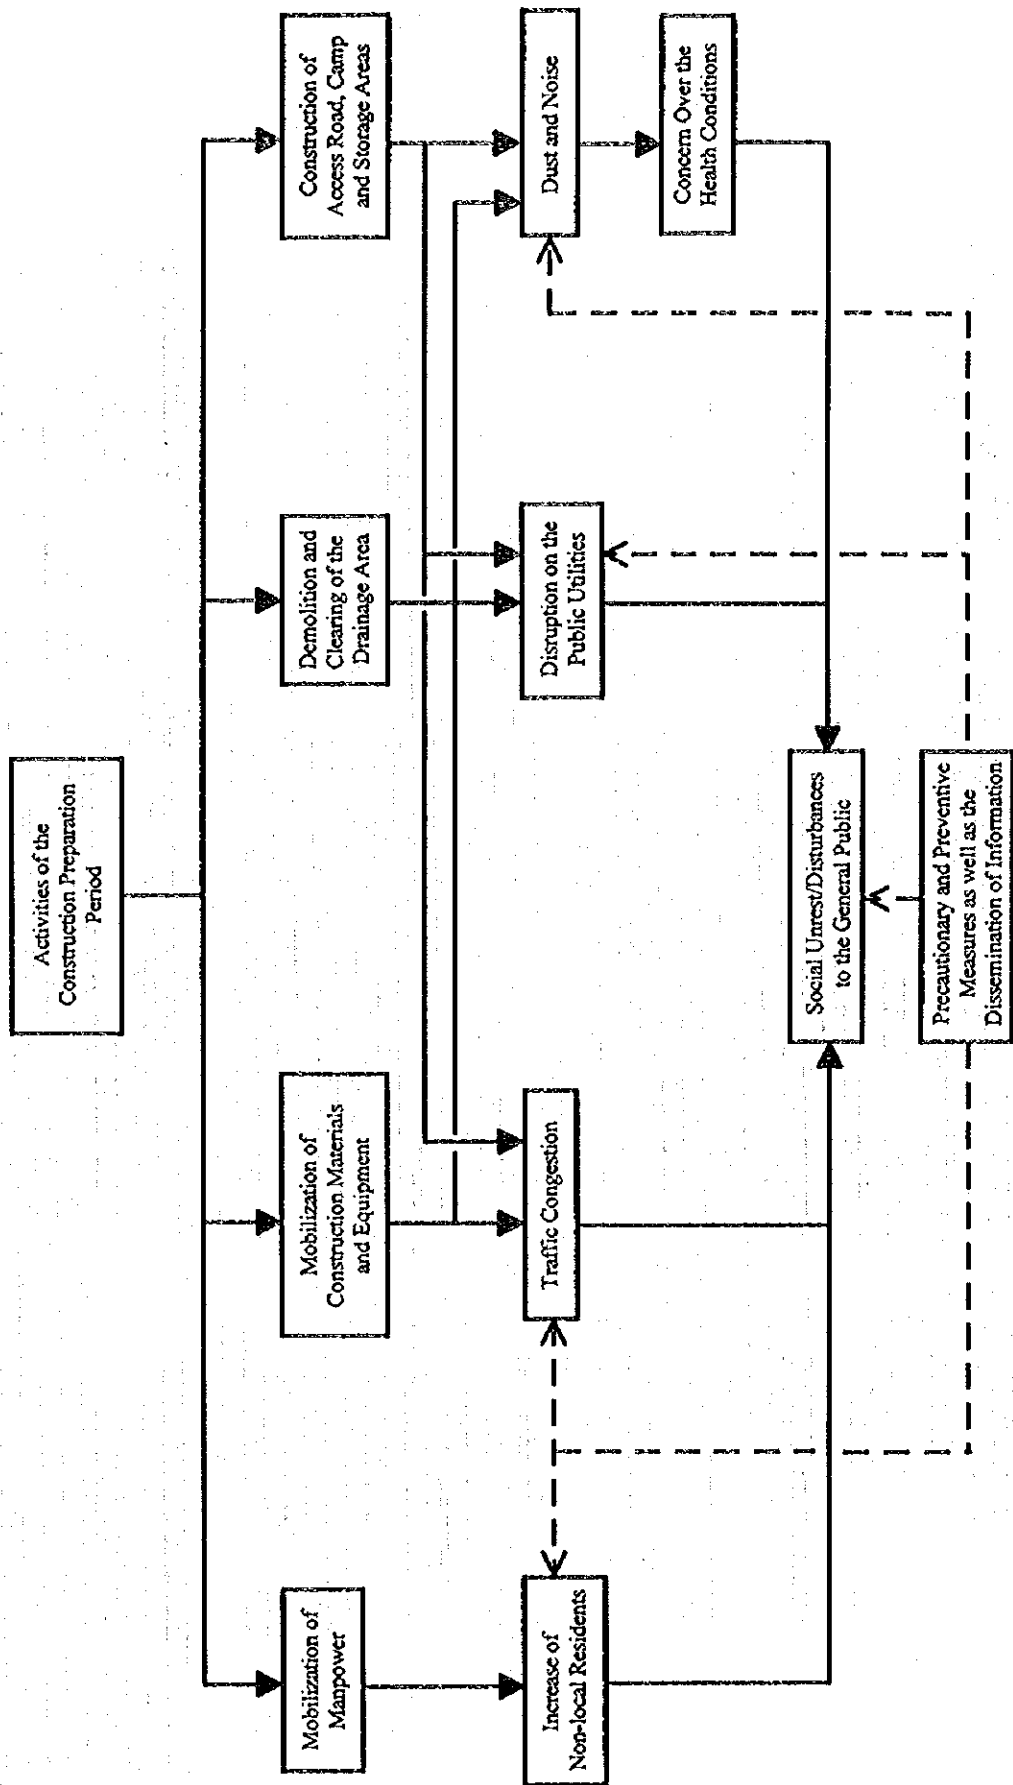 Activities of the
Construction Preparation
Period
Mobilization of
Manpower
Mobilization of
Construction Materials
and Equipment
Demolition and
Clearing of the
Drainage Area
Construction of
Access Road, Camp
and Storage Areas
Increase of
Non-local Residents
Traffic Congestion
Disruption on the
Public Utilities
Dust and Noise
Concern Over the
Health Conditions
Social Unrest/Disturbances
to the General Public
Precautionary and Preventive
Measures as well as the
Dissemination of Information